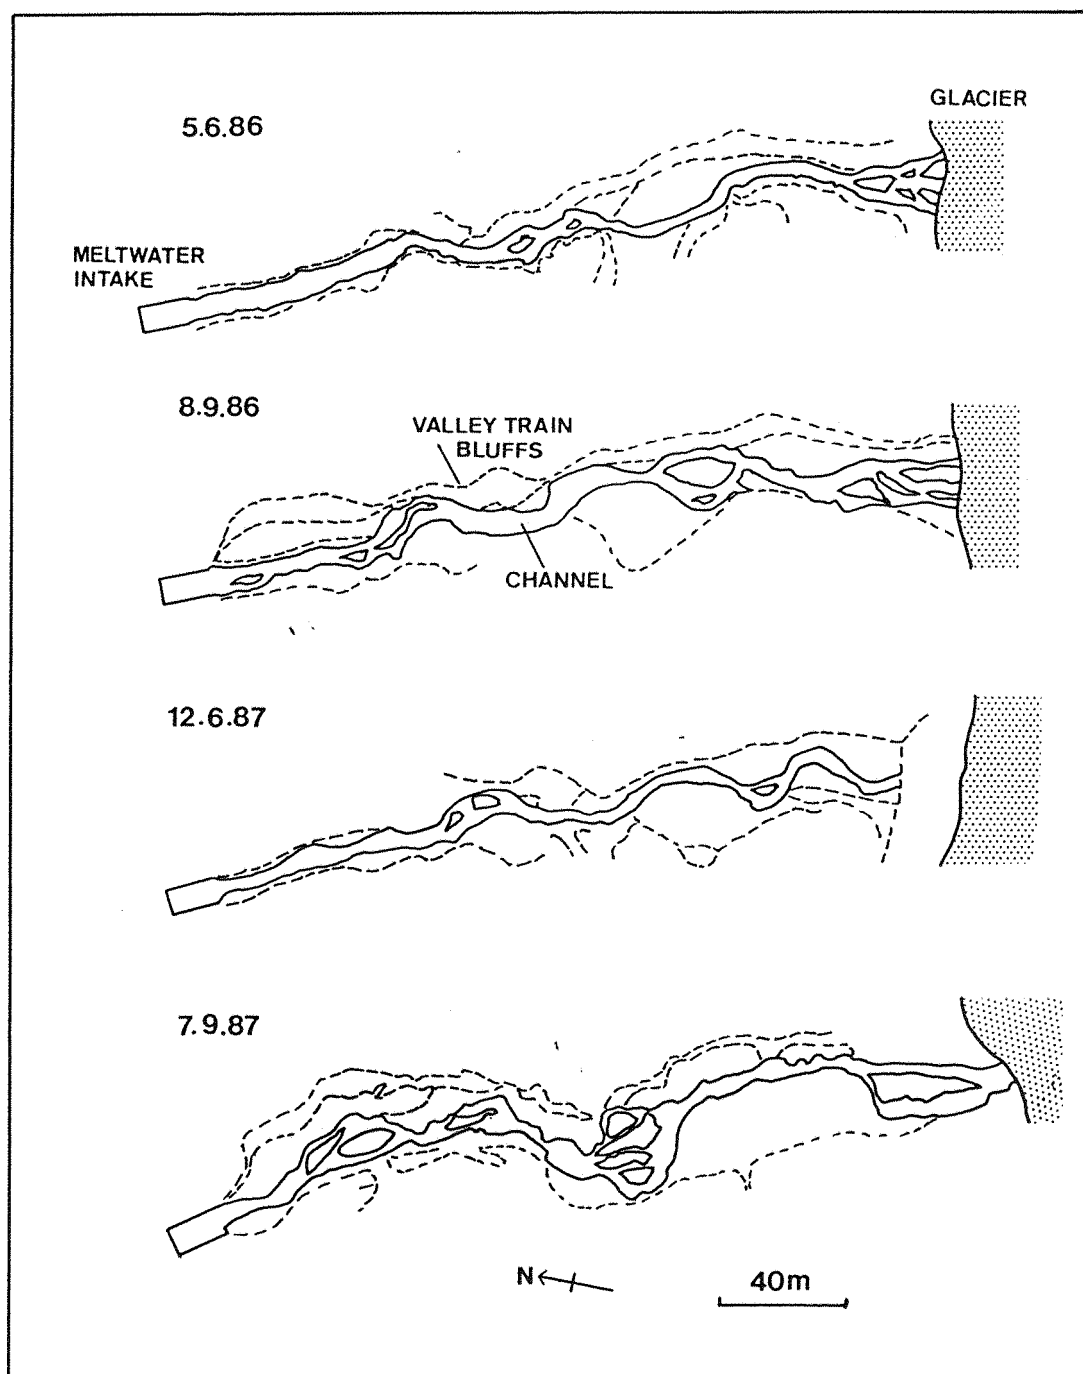 GLACIER
5.6.86
MELTWATER
INTAKE
8.9.86
VALLEY TRAIN
BLUFFS
CHANNEL
12.6.87
7.9.87
N
40m